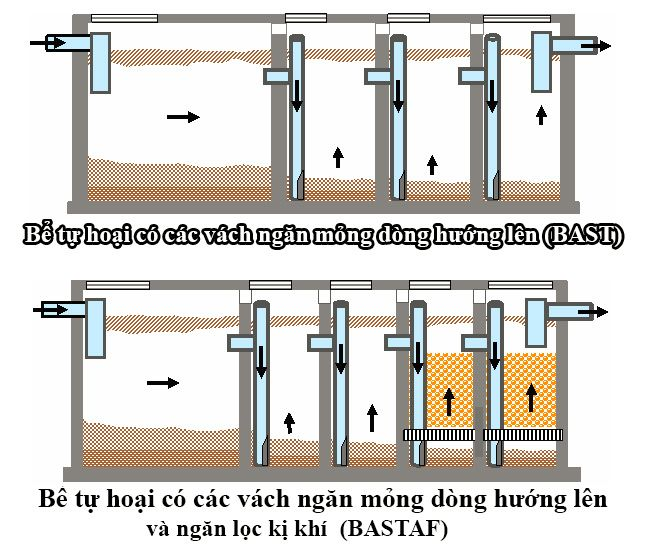 Bể tự hoại có các vách ngăn mỏng dòng hướng lên (BAST)
Bể tự hoại có các vách ngăn mỏng dòng hướng lên
và ngăn lọc kị khí (BASTAF)